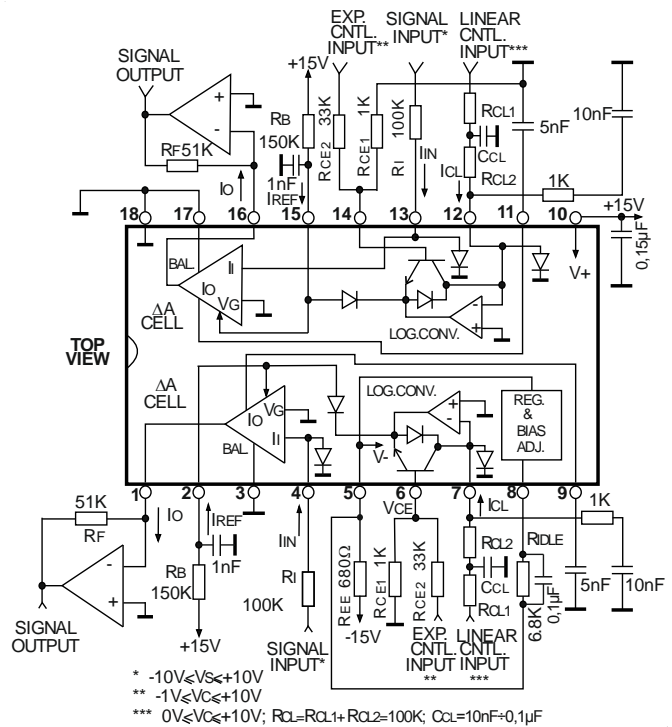 EXP.
CNTL.
INPUT**
SIGNAL
INPUT*
LINEAR
CNTL.
INPUT***
SIGNAL
OUTPUT
+15V
+
-
RF51K
RB
150K
1nF
IREF
IO
RCE2 33K
RCE1 1K
RI 100K
IIN
RCL1
CCL
RCL2
ICL
5nF
10nF
1K
+15V
0,15µF
18 17 16 15 14 13 12 11 10
BAL
II
IO
VG
ΔA
CELL
LOG.CONV.
-
+
V+
TOP
VIEW
ΔA
CELL
IO
VG
II
BAL
LOG.CONV.
+
-
V-
REG.
&
BIAS
ADJ.
1 2 3 4 5 6 7 8 9
51K
RF
IO
IREF
1nF
RB
150K
+15V
-
+
SIGNAL
OUTPUT
IIN
RI
100K
SIGNAL
INPUT*
REE 680Ω
-15V
VCE
RCE1 1K
RCE2 33K
EXP.
CNTL.
INPUT
**
ICL
RCL2
CCL
RCL1
LINEAR
CNTL.
INPUT
***
RIDLE
6.8K
0,1µF
1K
5nF
10nF
* -10V⩽VS⩽+10V
** -1V⩽VC⩽+10V
*** 0V⩽VC⩽+10V; RCL=RCL1+RCL2=100K; CCL=10nF÷0,1µF